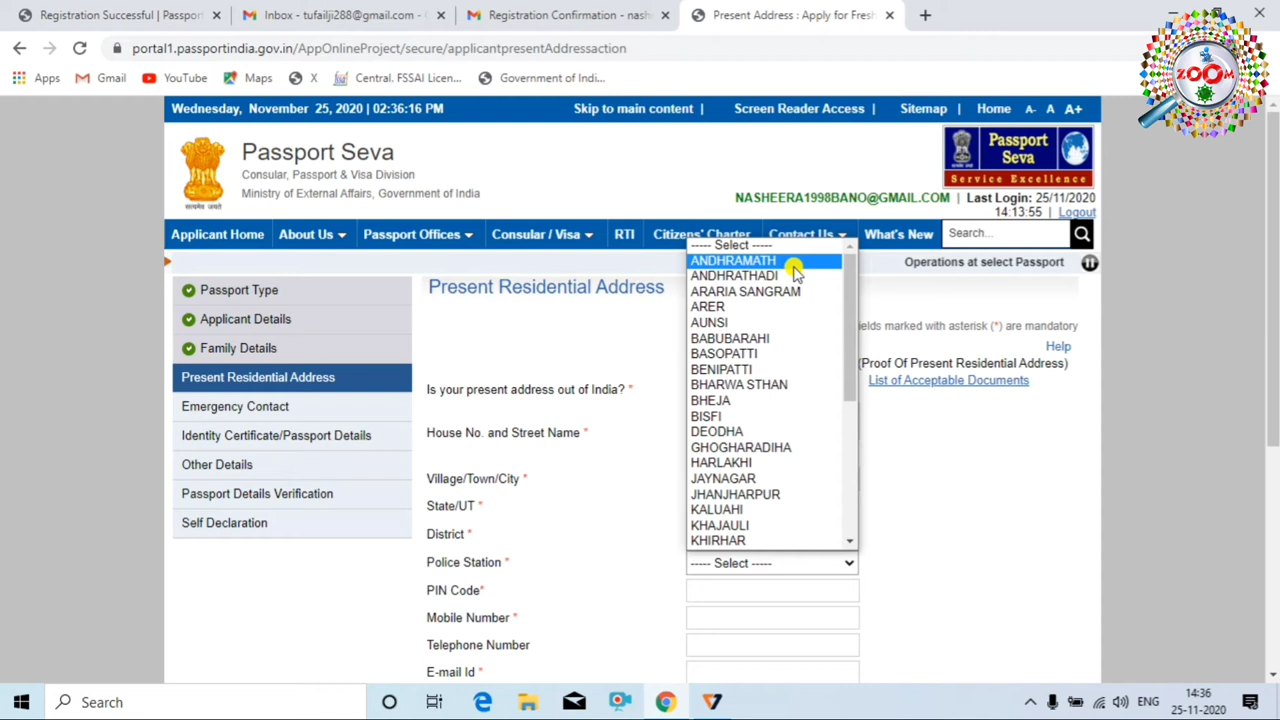 Registration Successful | Passport
Inbox - tufailji288@gmail.com -
Registration Confirmation - nash
Present Address : Apply for Fresh
portal1.passportindia.gov.in/AppOnlineProject/secure/applicantpresentAddressaction
Apps
Gmail
YouTube
Maps
X
Central. FSSAI Licen...
Government of Indi...
ZOOM
Wednesday, November 25, 2020 | 02:36:16 PM
Skip to main content |
Screen Reader Access |
Sitemap |
Home
A-
A
A+
Passport Seva
Consular, Passport & Visa Division
Ministry of External Affairs, Government of India
Passport
Seva
Service Excellence
NASHEERA1998BANO@GMAIL.COM | Last Login: 25/11/2020
14:13:55 | Logout
Applicant Home
About Us
Passport Offices
Consular / Visa
RTI
Citizens' Charter
Contact Us
What's New
Search...
Operations at select Passport
Passport Type
Applicant Details
Family Details
Present Residential Address
Emergency Contact
Identity Certificate/Passport Details
Other Details
Passport Details Verification
Self Declaration
Present Residential Address
ields marked with asterisk (*) are mandatory
Help
(Proof Of Present Residential Address)
List of Acceptable Documents
Is your present address out of India? *
House No. and Street Name *
Village/Town/City *
State/UT *
District *
Police Station *
PIN Code*
Mobile Number *
Telephone Number
E-mail Id *
----- Select -----
ANDHRAMATH
ANDHRATHADI
ARARIA SANGRAM
ARER
AUNSI
BABUBARAHI
BASOPATTI
BENIPATTI
BHARWA STHAN
BHEJA
BISFI
DEODHA
GHOGHARADIHA
HARLAKHI
JAYNAGAR
JHANJHARPUR
KALUAHI
KHAJAULI
KHIRHAR
----- Select -----
Search
ENG
14:36
25-11-2020